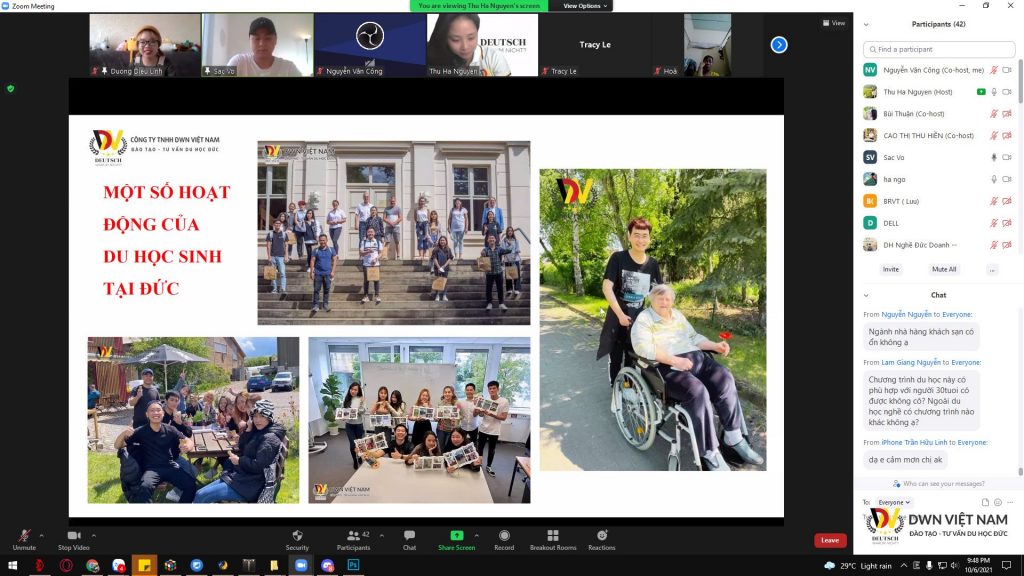 Zoom Meeting
You are viewing Thu Ha Nguyen's screen
View Options
View
Duong Dieu Linh
Sac Vo
Nguyễn Văn Công
Thu Ha Nguyen
DEUTSCH
Tracy Le
Tracy Le
Hoà
DEUTSCH
CÔNG TY TNHH DWN VIỆT NAM
ĐÀO TẠO - TƯ VẤN DU HỌC ĐỨC
MỘT SỐ HOẠT
ĐỘNG CỦA
DU HỌC SINH
TẠI ĐỨC
DWN VIỆT NAM
DWN VIỆT NAM
Participants (42)
Find a participant
NV Nguyễn Văn Công (Co-host, me)
Thu Ha Nguyen (Host)
Bùi Thuận (Co-host)
CAO THỊ THU HIỀN (Co-host)
SV Sac Vo
ha ngo
B( BRVT ( Luu)
D DELL
DH Nghề Đức Doanh --
Invite
Mute All
...
Chat
From Nguyễn Nguyễn to Everyone:
Ngành nhà hàng khách sạn có
ổn không ạ
From Lam Giang Nguyễn to Everyone:
Chương trình du học này có
phù hợp với người 30tuoi có
được không cô? Ngoài du
học nghề có chương trình nào
khác không ạ?
From iPhone Trần Hữu Linh to Everyone:
dạ e cảm mơn chị ak
Who can see your messages?
To: Everyone
DEUTSCH
DWN VIỆT NAM
ĐÀO TẠO - TƯ VẤN DU HỌC ĐỨC
Unmute
Stop Video
Security
42
Participants
Chat
Share Screen
Record
Breakout Rooms
Reactions
Leave
29°C Light rain
9:48 PM
10/6/2021